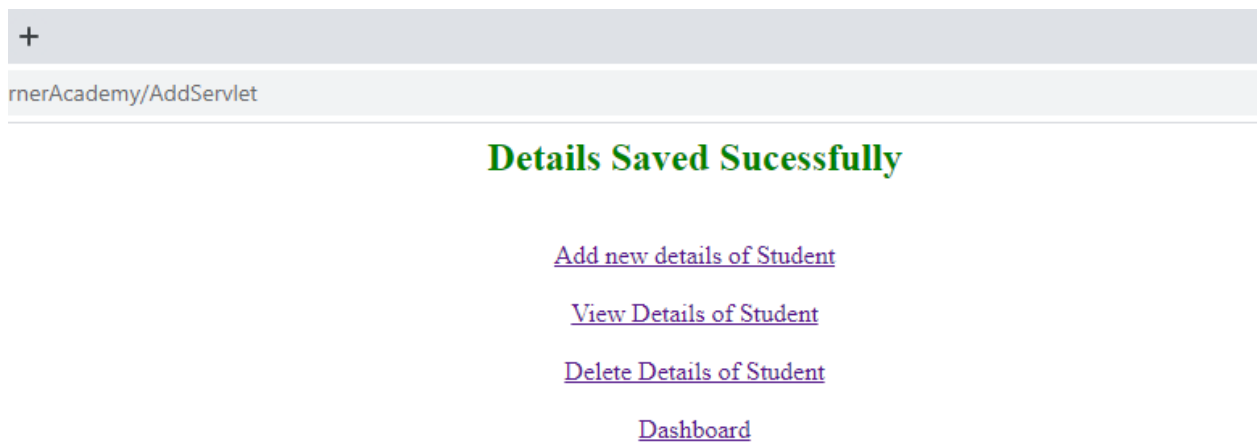 +
rnerAcademy/AddServlet
Details Saved Sucessfully
Add new details of Student
View Details of Student
Delete Details of Student
Dashboard